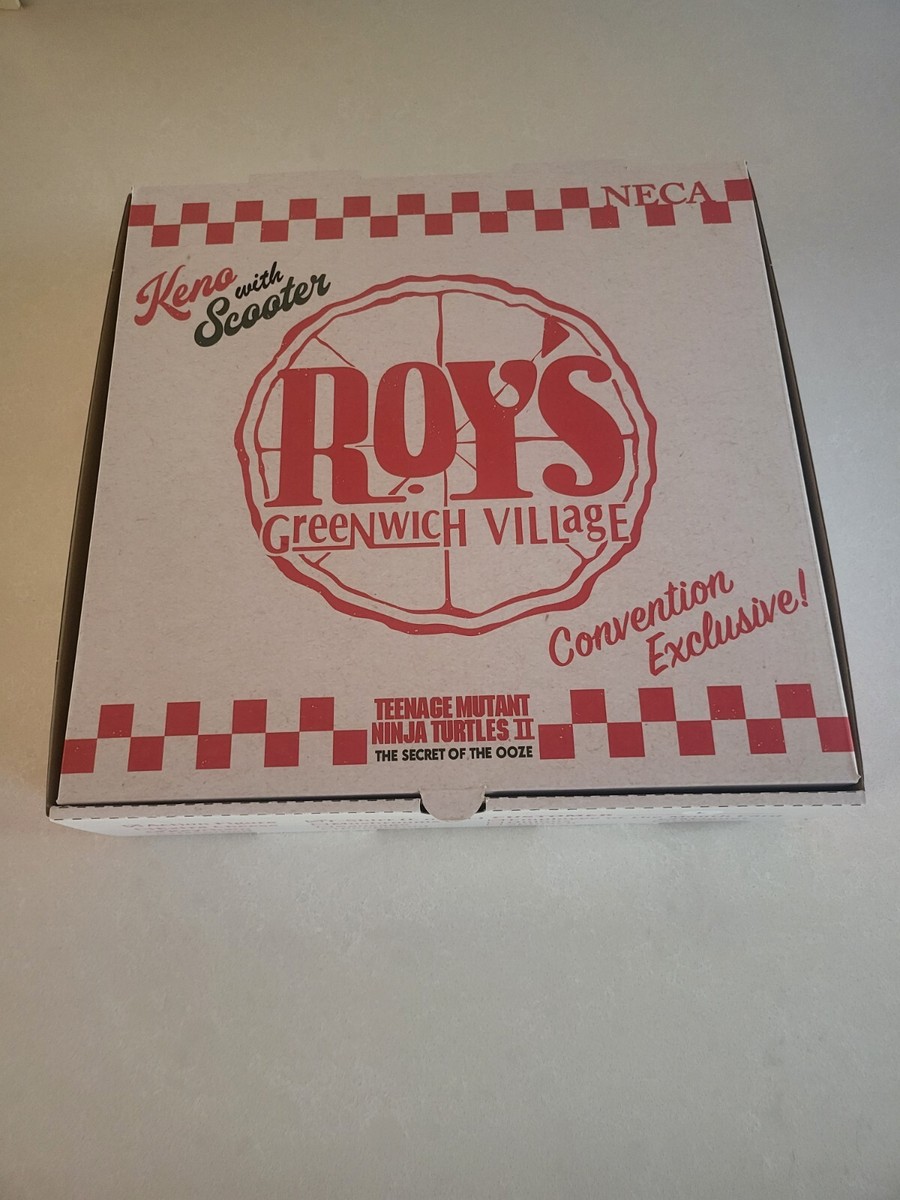 NECA
Keno with
Scooter
ROY'S
Greenwich Village
Convention
Exclusive!
TEENAGE MUTANT
NINJA TURTLES II
THE SECRET OF THE OOZE